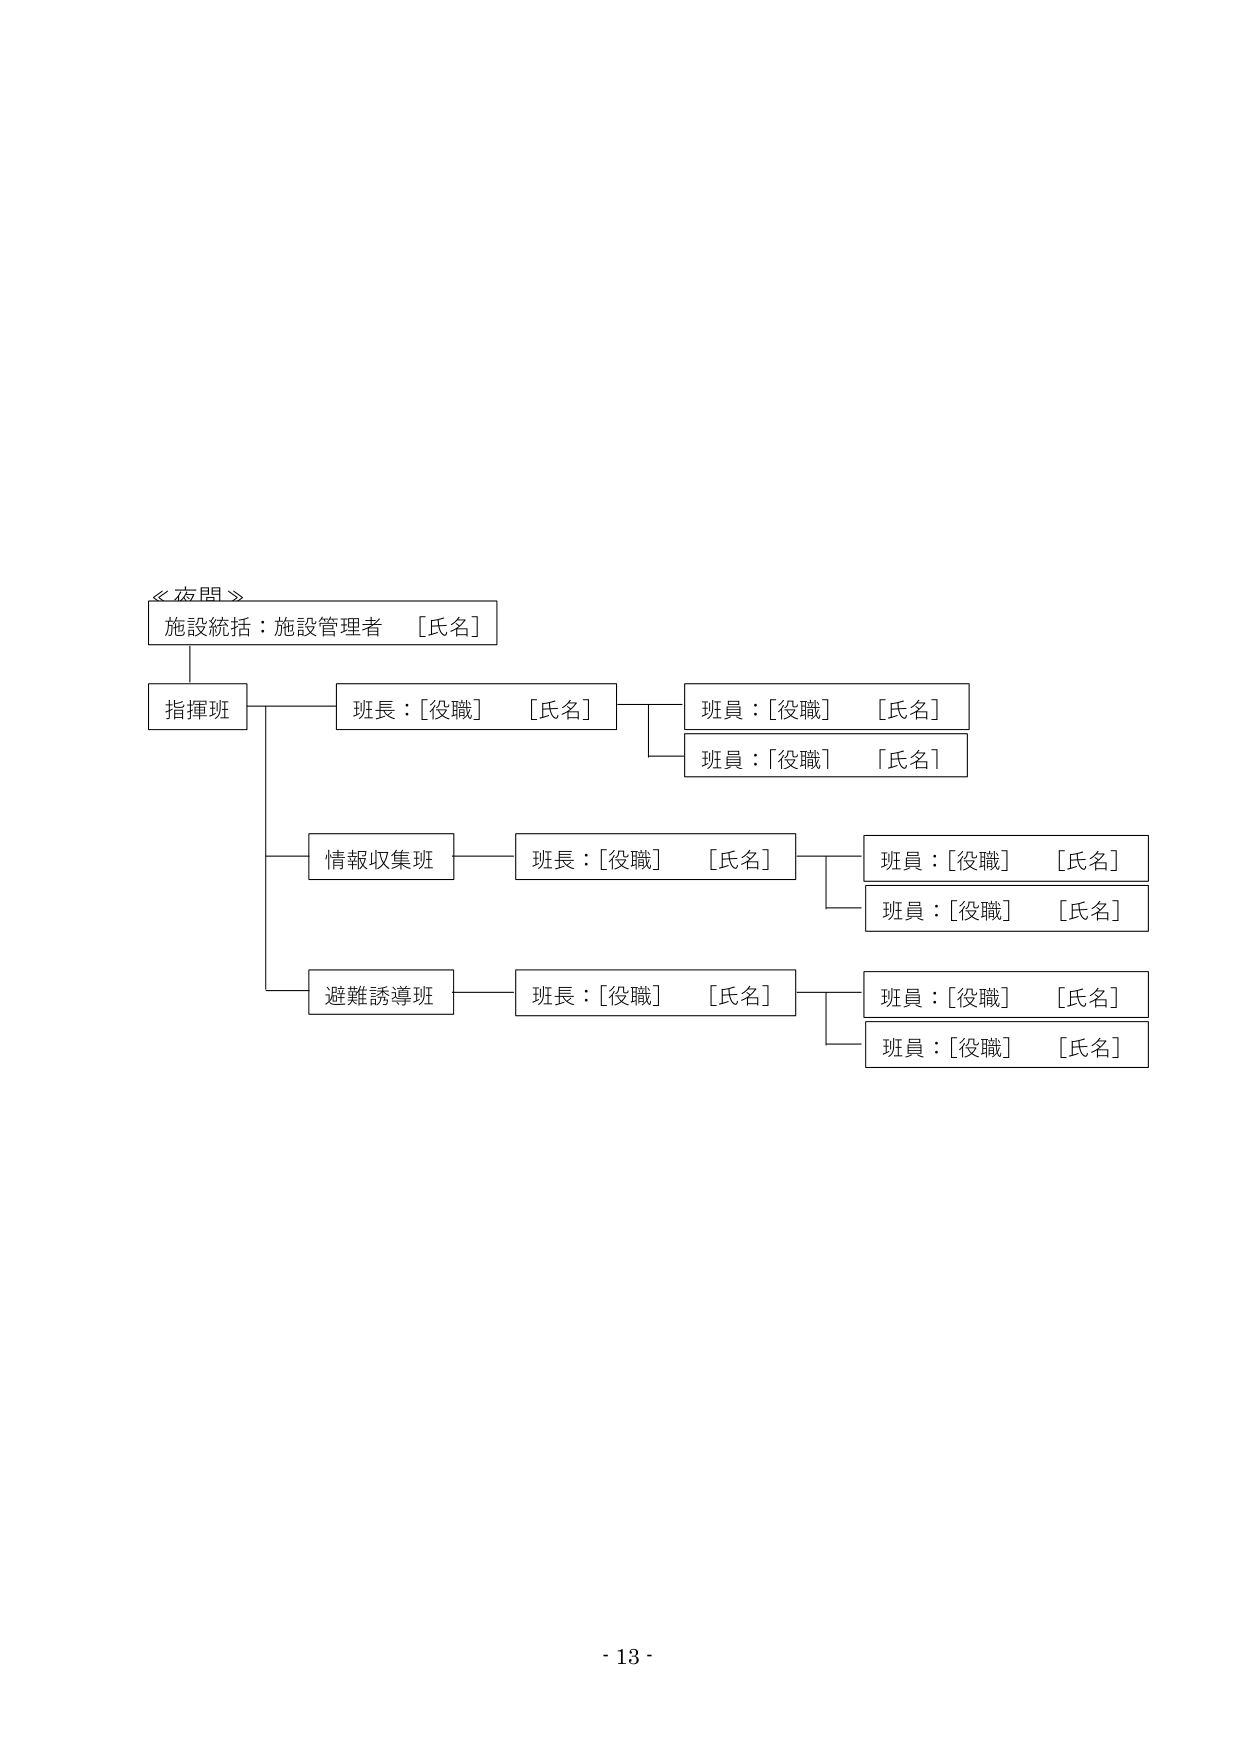 ≪夜間≫
施設統括：施設管理者　［氏名］
指揮班　班長：［役職］　［氏名］　班員：［役職］　［氏名］
班員：［役職］　［氏名］
情報収集班　班長：［役職］　［氏名］　班員：［役職］　［氏名］
班員：［役職］　［氏名］
避難誘導班　班長：［役職］　［氏名］　班員：［役職］　［氏名］
班員：［役職］　［氏名］
- 13 -